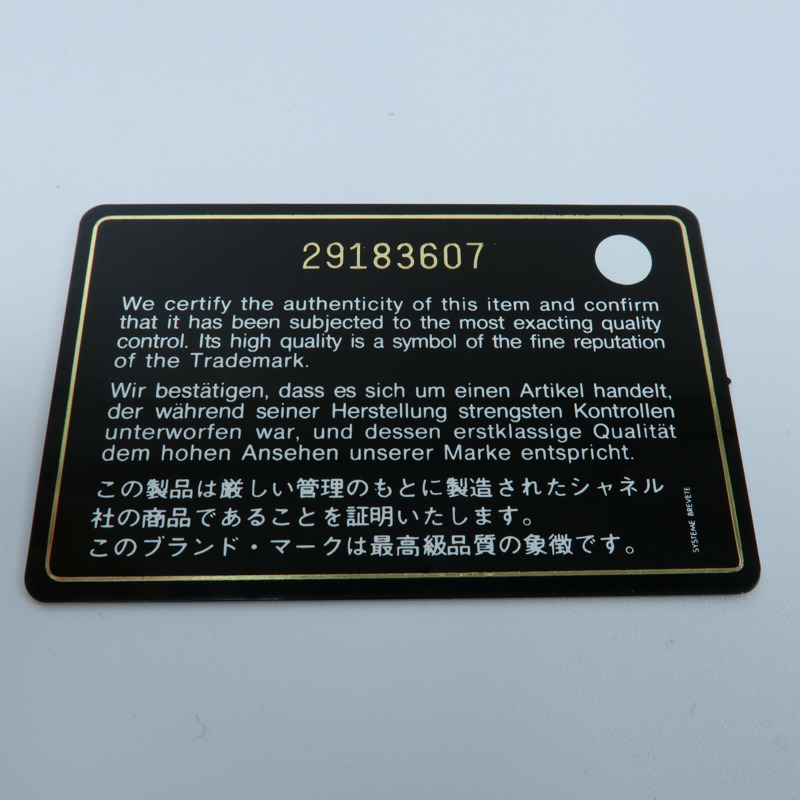 29183607
We certify the authenticity of this item and confirm
that it has been subjected to the most exacting quality
control. Its high quality is a symbol of the fine reputation
of the Trademark.
Wir bestätigen, dass es sich um einen Artikel handelt,
der während seiner Herstellung strengsten Kontrollen
unterworfen war, und dessen erstklassige Qualität
dem hohen Ansehen unserer Marke entspricht.
この製品は厳しい管理のもとに製造されたシャネル
社の商品であることを証明いたします。
このブランド・マークは最高級品質の象徴です。
SYSTEME BREVETE